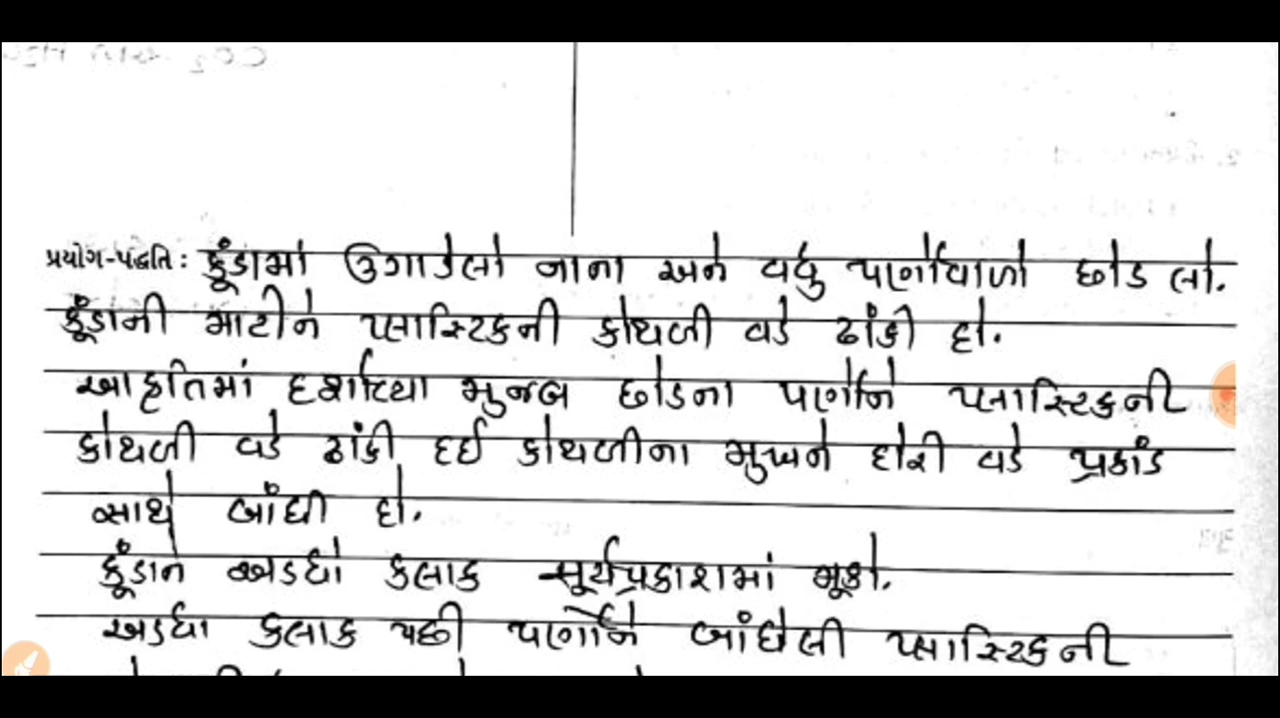 પ્રયોગ-પદ્ધતિ: કૂંડામાં ઉગાડેલો નાના અને વધુ પર્ણોવાળો છોડ લો.
કૂંડાની માટીને પ્લાસ્ટિકની કોથળી વડે ઢાંકી દો.
આકૃતિમાં દર્શાવ્યા મુજબ છોડના પર્ણોને પ્લાસ્ટિકની
કોથળી વડે ઢાંકી દઈ કોથળીના મુખને દોરી વડે પ્રકાંડ
સાથે બાંધી દો.
કૂંડાને અડધો કલાક સૂર્યપ્રકાશમાં મૂકો.
અડધા કલાક પછી પર્ણોને બાંધેલી પ્લાસ્ટિકની